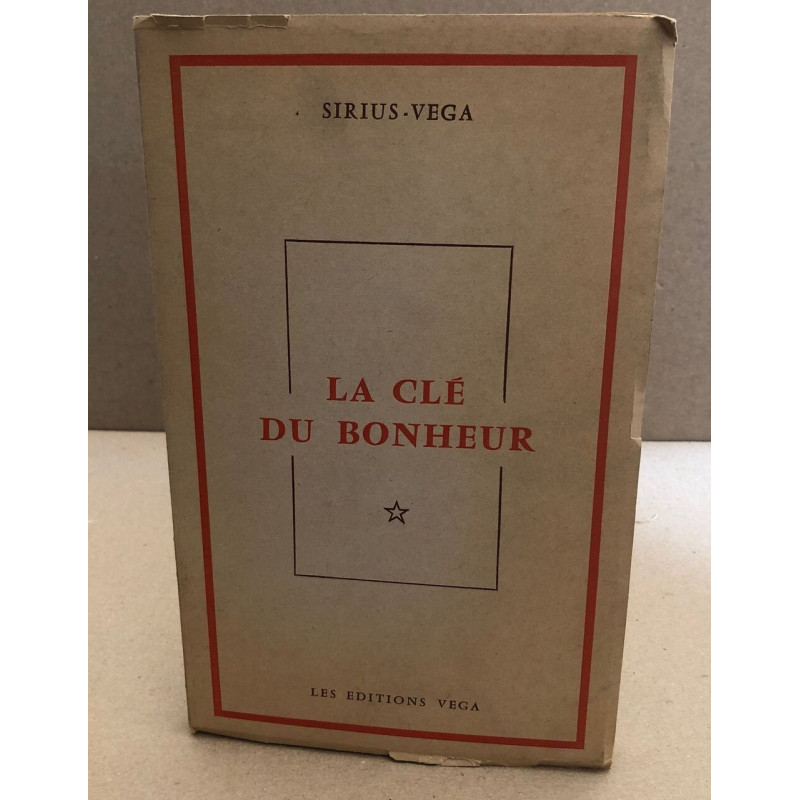 SIRIUS-VEGA
LA CLÉ
DU BONHEUR
LES EDITIONS VEGA